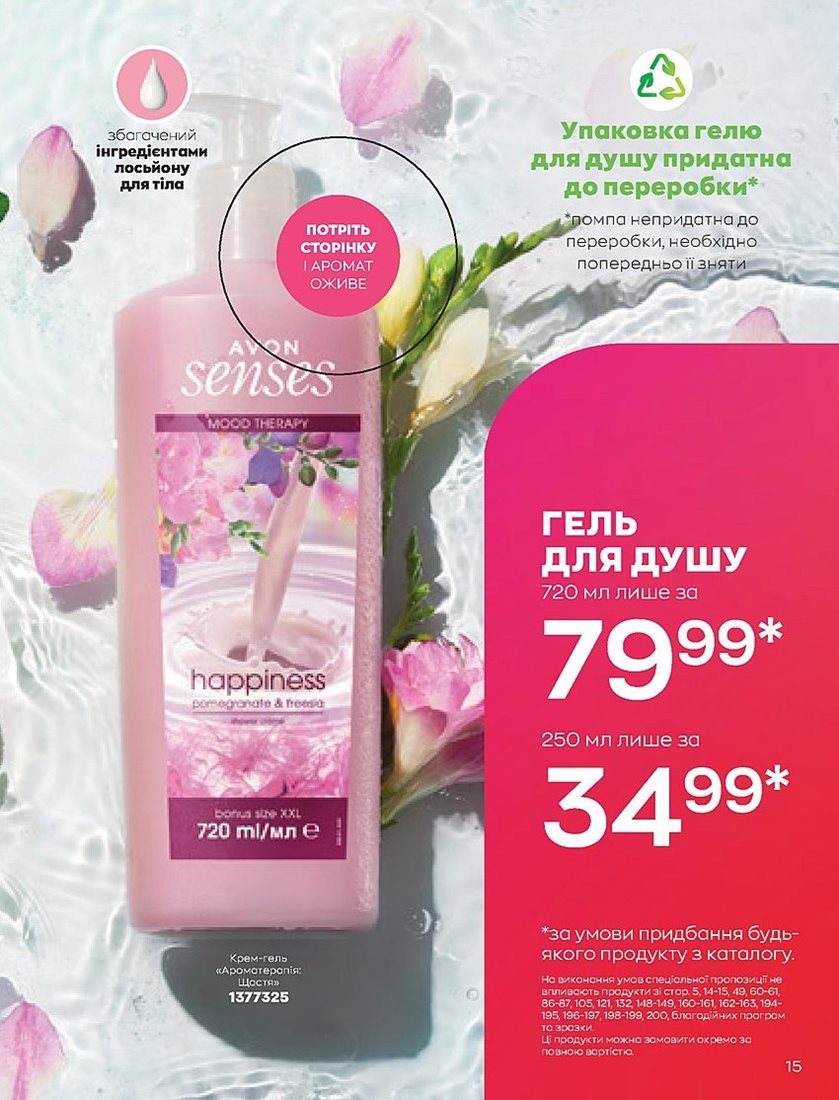 збагачений
інгредієнтами
лосьйону
для тіла
Упаковка гелю
для душу придатна
до переробки*
*помпа непридатна до
переробки, необхідно
попередньо її зняти
ПОТРІТЬ
СТОРІНКУ
І АРОМАТ
ОЖИВЕ
AVON
senses
MOOD THERAPY
happiness
pomegranate & freesia
shower crème
bonus size XXL
720 ml/мл e
ГЕЛЬ
ДЛЯ ДУШУ
720 мл лише за
79⁹⁹*
250 мл лише за
34⁹⁹*
*за умови придбання будь-
якого продукту з каталогу.
На виконання умов спеціальної пропозиції не
впливають продукти зі стор. 5, 14-15, 49, 60-61,
86-87, 105, 121, 132, 148-149, 160-161, 162-163, 194-
195, 196-197, 198-199, 200, благодійних програм
та зразки.
Ці продукти можна замовити окремо за
повною вартістю.
Крем-гель
«Ароматерапія:
Щастя»
1377325
15